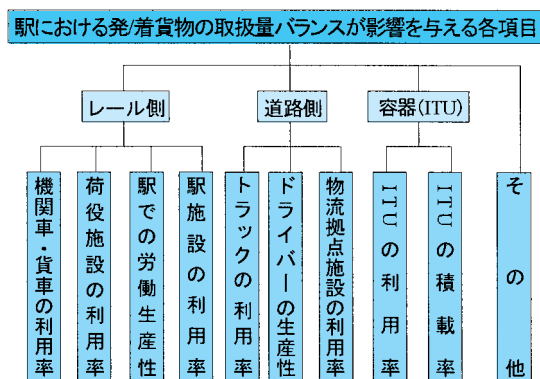 駅における発/着貨物の取扱量バランスが影響を与える各項目
レール側
道路側
容器(ITU)
機関車・貨車の利用率
荷役施設の利用率
駅での労働生産性
駅施設の利用率
トラックの利用率
ドライバーの生産性
物流拠点施設の利用率
ITUの利用率
ITUの積載率
その他